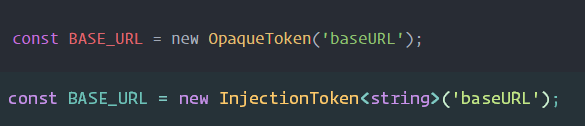 const BASE_URL = new OpaqueToken('baseURL');
const BASE_URL = new InjectionToken<string>('baseURL');